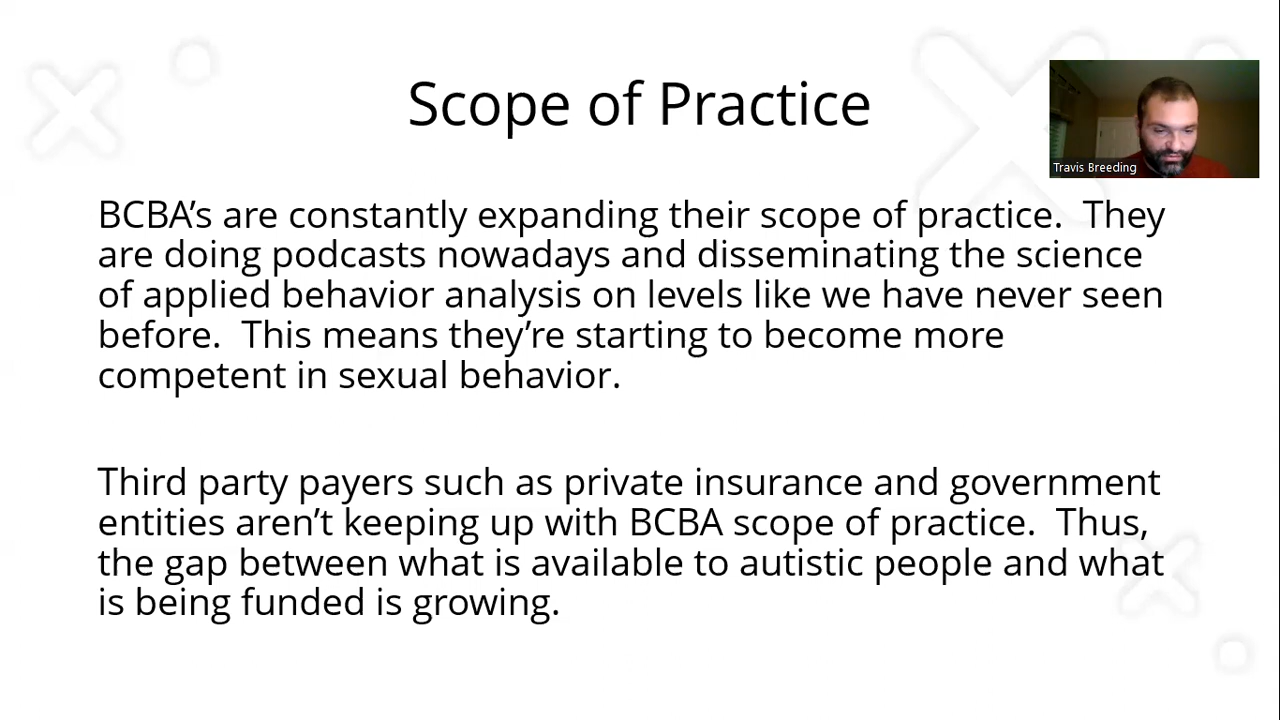 Scope of Practice
Travis Breeding
BCBA’s are constantly expanding their scope of practice.  They
are doing podcasts nowadays and disseminating the science
of applied behavior analysis on levels like we have never seen
before.  This means they’re starting to become more
competent in sexual behavior.
Third party payers such as private insurance and government
entities aren’t keeping up with BCBA scope of practice.  Thus,
the gap between what is available to autistic people and what
is being funded is growing.